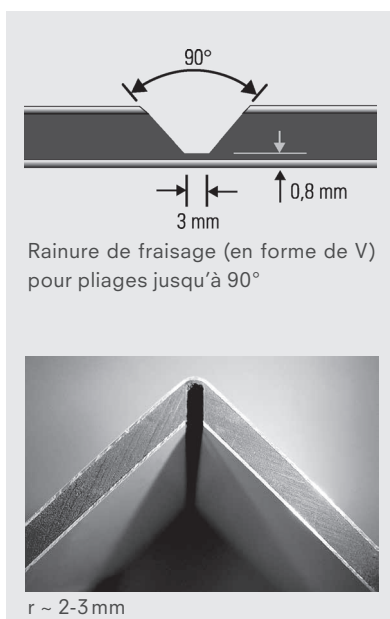 90°
0,8 mm
3 mm
Rainure de fraisage (en forme de V)
pour pliages jusqu'à 90°
r ~ 2-3 mm